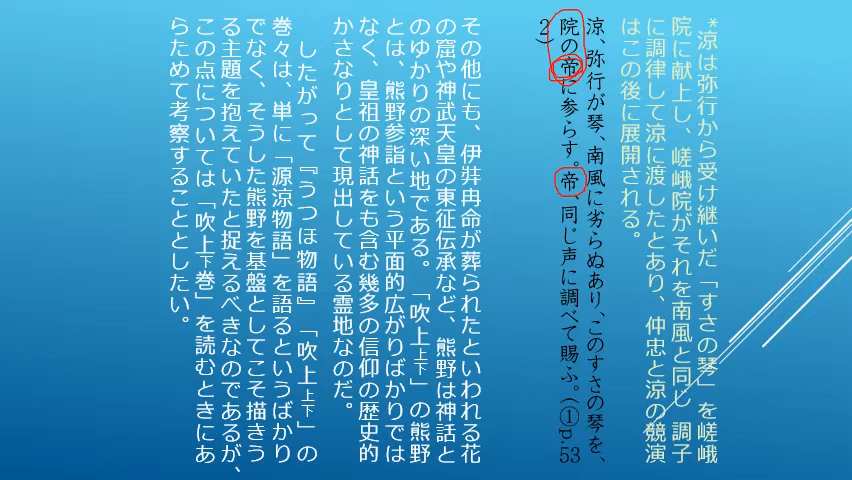 *涼は弥行から受け継いだ「すさの琴」を嵯峨
院に献上し、嵯峨院がそれを南風と同じ 調子
に調律して涼に渡したとあり、仲忠と涼の競演
はこの後に展開される。
涼、弥行が琴、南風に劣らぬあり、このすさの琴を、
院の帝に参らす。帝、同じ声に調べて賜ふ。(①p.53
2)
その他にも、伊弉冉命が葬られたといわれる花
の窟や神武天皇の東征伝承など、熊野は神話と
のゆかりの深い地である。「吹上上下」の熊野
とは、熊野参詣という平面的広がりばかりでは
なく、皇祖の神話をも含む幾多の信仰の歴史的
かさなりとして現出している霊地なのだ。
したがって『うつほ物語』「吹上上下」の
巻々は、単に「源涼物語」を語るというばかり
でなく、そうした熊野を基盤としてこそ描きう
る主題を抱えていたと捉えるべきなのであるが、
この点については「吹上下巻」を読むときにあ
らためて考察することとしたい。